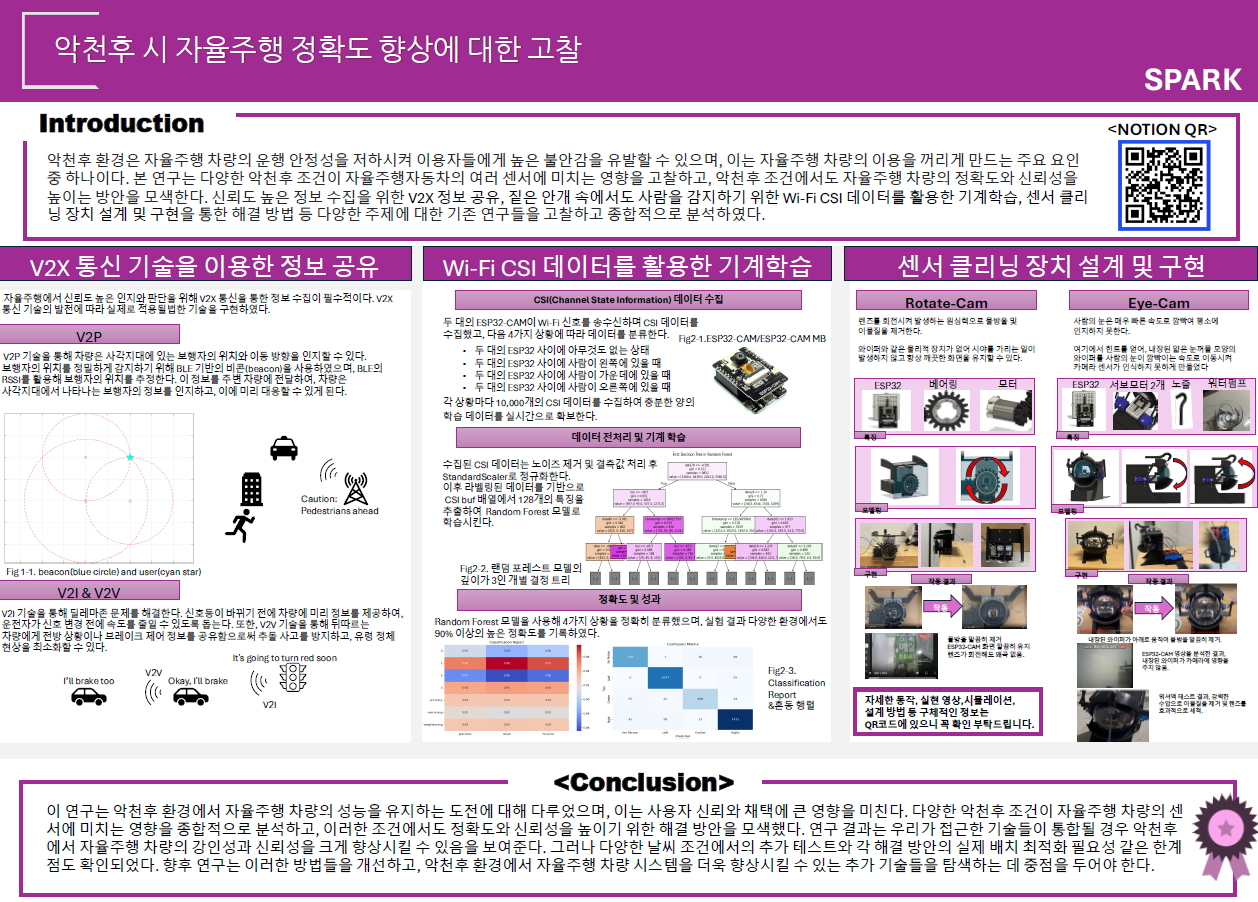 악천후 시 자율주행 정확도 향상에 대한 고찰
SPARK
Introduction
<NOTION QR>
악천후 환경은 자율주행 차량의 운행 안정성을 저하시켜 이용자들에게 높은 불안감을 유발할 수 있으며, 이는 자율주행 차량의 이용을 꺼리게 만드는 주요 요인
중 하나이다. 본 연구는 다양한 악천후 조건이 자율주행자동차의 여러 센서에 미치는 영향을 고찰하고, 악천후 조건에서도 자율주행 차량의 정확도와 신뢰성을
높이는 방안을 모색한다. 신뢰도 높은 정보 수집을 위한 V2X 정보 공유, 짙은 안개 속에서도 사람을 감지하기 위한 Wi-Fi CSI 데이터를 활용한 기계학습, 센서 클리
닝 장치 설계 및 구현을 통한 해결 방법 등 다양한 주제에 대한 기존 연구들을 고찰하고 종합적으로 분석하였다.
V2X 통신 기술을 이용한 정보 공유
자율주행에서 신뢰도 높은 인지와 판단을 위해 V2X 통신을 통한 정보 수집이 필수적이다. V2X
통신 기술의 발전에 따라 실제로 적용될법한 기술을 구현하였다.
V2P
V2P 기술을 통해 차량은 사각지대에 있는 보행자의 위치와 이동 방향을 인지할 수 있다.
보행자의 위치를 정밀하게 감지하기 위해 BLE 기반의 비콘(beacon)을 사용하였으며, BLE의
RSSI를 활용해 보행자의 위치를 추정한다. 이 정보를 주변 차량에 전달하여, 차량은
사각지대에서 나타나는 보행자의 정보를 인지하고, 이에 미리 대응할 수 있게 된다.
Caution:
Pedestrians ahead
Fig 1-1. beacon(blue circle) and user(cyan star)
V2I & V2V
V2I 기술을 통해 딜레마존 문제를 해결한다. 신호등이 바뀌기 전에 차량에 미리 정보를 제공하여,
운전자가 신호 변경 전에 속도를 줄일 수 있도록 돕는다. 또한, V2V 기술을 통해 뒤따르는
차량에게 전방 상황이나 브레이크 제어 정보를 공유함으로써 추돌 사고를 방지하고, 유령 정체
현상을 최소화할 수 있다.
It's going to turn red soon
I'll brake too
V2V
Okay, I'll brake
V2I
Wi-Fi CSI 데이터를 활용한 기계학습
CSI(Channel State Information) 데이터 수집
두 대의 ESP32-CAM이 Wi-Fi 신호를 송수신하며 CSI 데이터를
수집했고, 다음 4가지 상황에 따라 데이터를 분류한다.
Fig2-1.ESP32-CAM/ESP32-CAM MB
• 두 대의 ESP32 사이에 아무것도 없는 상태
• 두 대의 ESP32 사이에 사람이 왼쪽에 있을 때
• 두 대의 ESP32 사이에 사람이 가운데에 있을 때
• 두 대의 ESP32 사이에 사람이 오른쪽에 있을 때
각 상황마다 10,000개의 CSI 데이터를 수집하여 충분한 양의
학습 데이터를 실시간으로 확보한다.
데이터 전처리 및 기계 학습
수집된 CSI 데이터는 노이즈 제거 및 결측값 처리 후
StandardScaler로 정규화한다.
이후 라벨링된 데이터를 기반으로
CSI buf 배열에서 128개의 특징을
추출하여 Random Forest 모델로
학습시킨다.
First Decision Tree in Random Forest
Fig2-2. 랜덤 포레스트 모델의
깊이가 3인 개별 결정 트리
정확도 및 성과
Random Forest 모델을 사용해 4가지 상황을 정확히 분류했으며, 실험 결과 다양한 환경에서도
90% 이상의 높은 정확도를 기록하였다.
Classification Report
Confusion Matrix
Fig2-3.
Classification
Report
&혼동 행렬
센서 클리닝 장치 설계 및 구현
Rotate-Cam
렌즈를 회전시켜 발생하는 원심력으로 물방울 및
이물질을 제거한다.
와이퍼와 같은 물리적 장치가 없어 시야를 가리는 일이
발생하지 않고 항상 깨끗한 화면을 유지할 수 있다.
ESP32 베어링 모터
특징
모델링
구현
작동 결과
작동
물방울 말끔히 제거
ESP32-CAM 화면 말끔히 유지
렌즈가 회전해도 왜곡 없음.
자세한 동작, 실현 영상,시뮬레이션,
설계 방법 등 구체적인 정보는
QR코드에 있으니 꼭 확인 부탁드립니다.
Eye-Cam
사람의 눈은 매우 빠른 속도로 깜빡여 평소에
인지하지 못한다.
여기에서 힌트를 얻어, 내장된 얇은 눈꺼풀 모양의
와이퍼를 사람의 눈이 깜빡이는 속도로 이동시켜
카메라 센서가 인식하지 못하게 만들었다
ESP32 서보모터 2개 노즐 워터펌프
특징
모델링
구현
작동 결과
작동
내장된 와이퍼가 아래로 움직여 물방울 말끔히 제거.
ESP32-CAM 영상을 분석한 결과,
내장된 와이퍼가 카메라에 영향을
주지 않음.
워셔액 테스트 결과, 강력한
수압으로 이물질을 제거 및 렌즈를
효과적으로 세척.
<Conclusion>
이 연구는 악천후 환경에서 자율주행 차량의 성능을 유지하는 도전에 대해 다루었으며, 이는 사용자 신뢰와 채택에 큰 영향을 미친다. 다양한 악천후 조건이 자율주행 차량의 센
서에 미치는 영향을 종합적으로 분석하고, 이러한 조건에서도 정확도와 신뢰성을 높이기 위한 해결 방안을 모색했다. 연구 결과는 우리가 접근한 기술들이 통합될 경우 악천후
에서 자율주행 차량의 강인성과 신뢰성을 크게 향상시킬 수 있음을 보여준다. 그러나 다양한 날씨 조건에서의 추가 테스트와 각 해결 방안의 실제 배치 최적화 필요성 같은 한계
점도 확인되었다. 향후 연구는 이러한 방법들을 개선하고, 악천후 환경에서 자율주행 차량 시스템을 더욱 향상시킬 수 있는 추가 기술들을 탐색하는 데 중점을 두어야 한다.